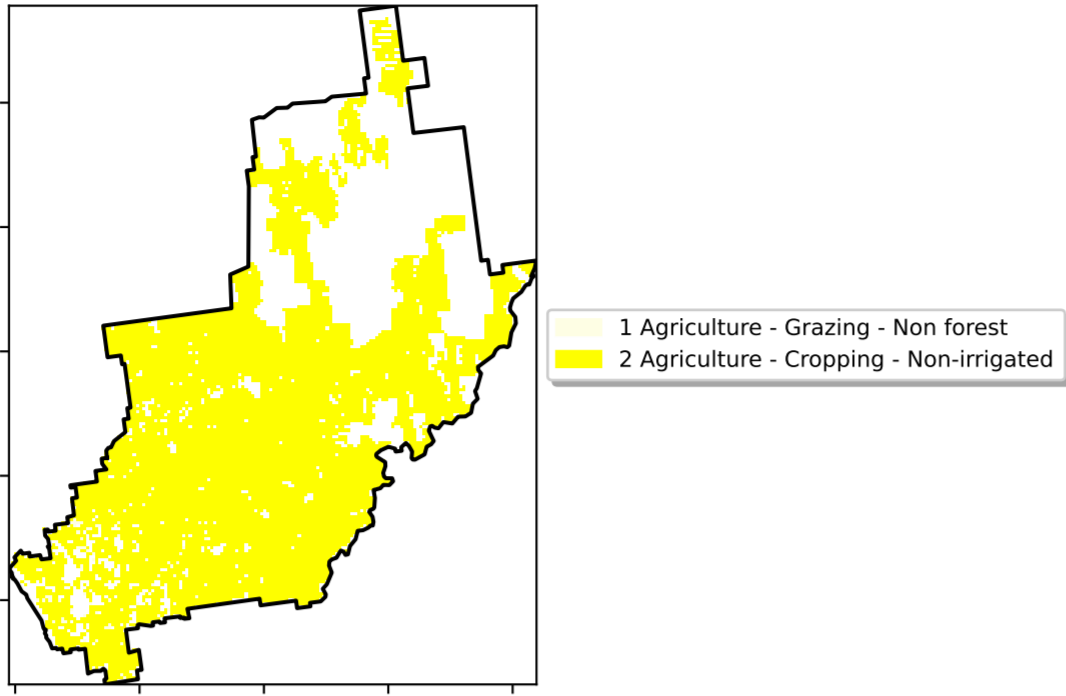 1 Agriculture - Grazing - Non forest
2 Agriculture - Cropping - Non-irrigated